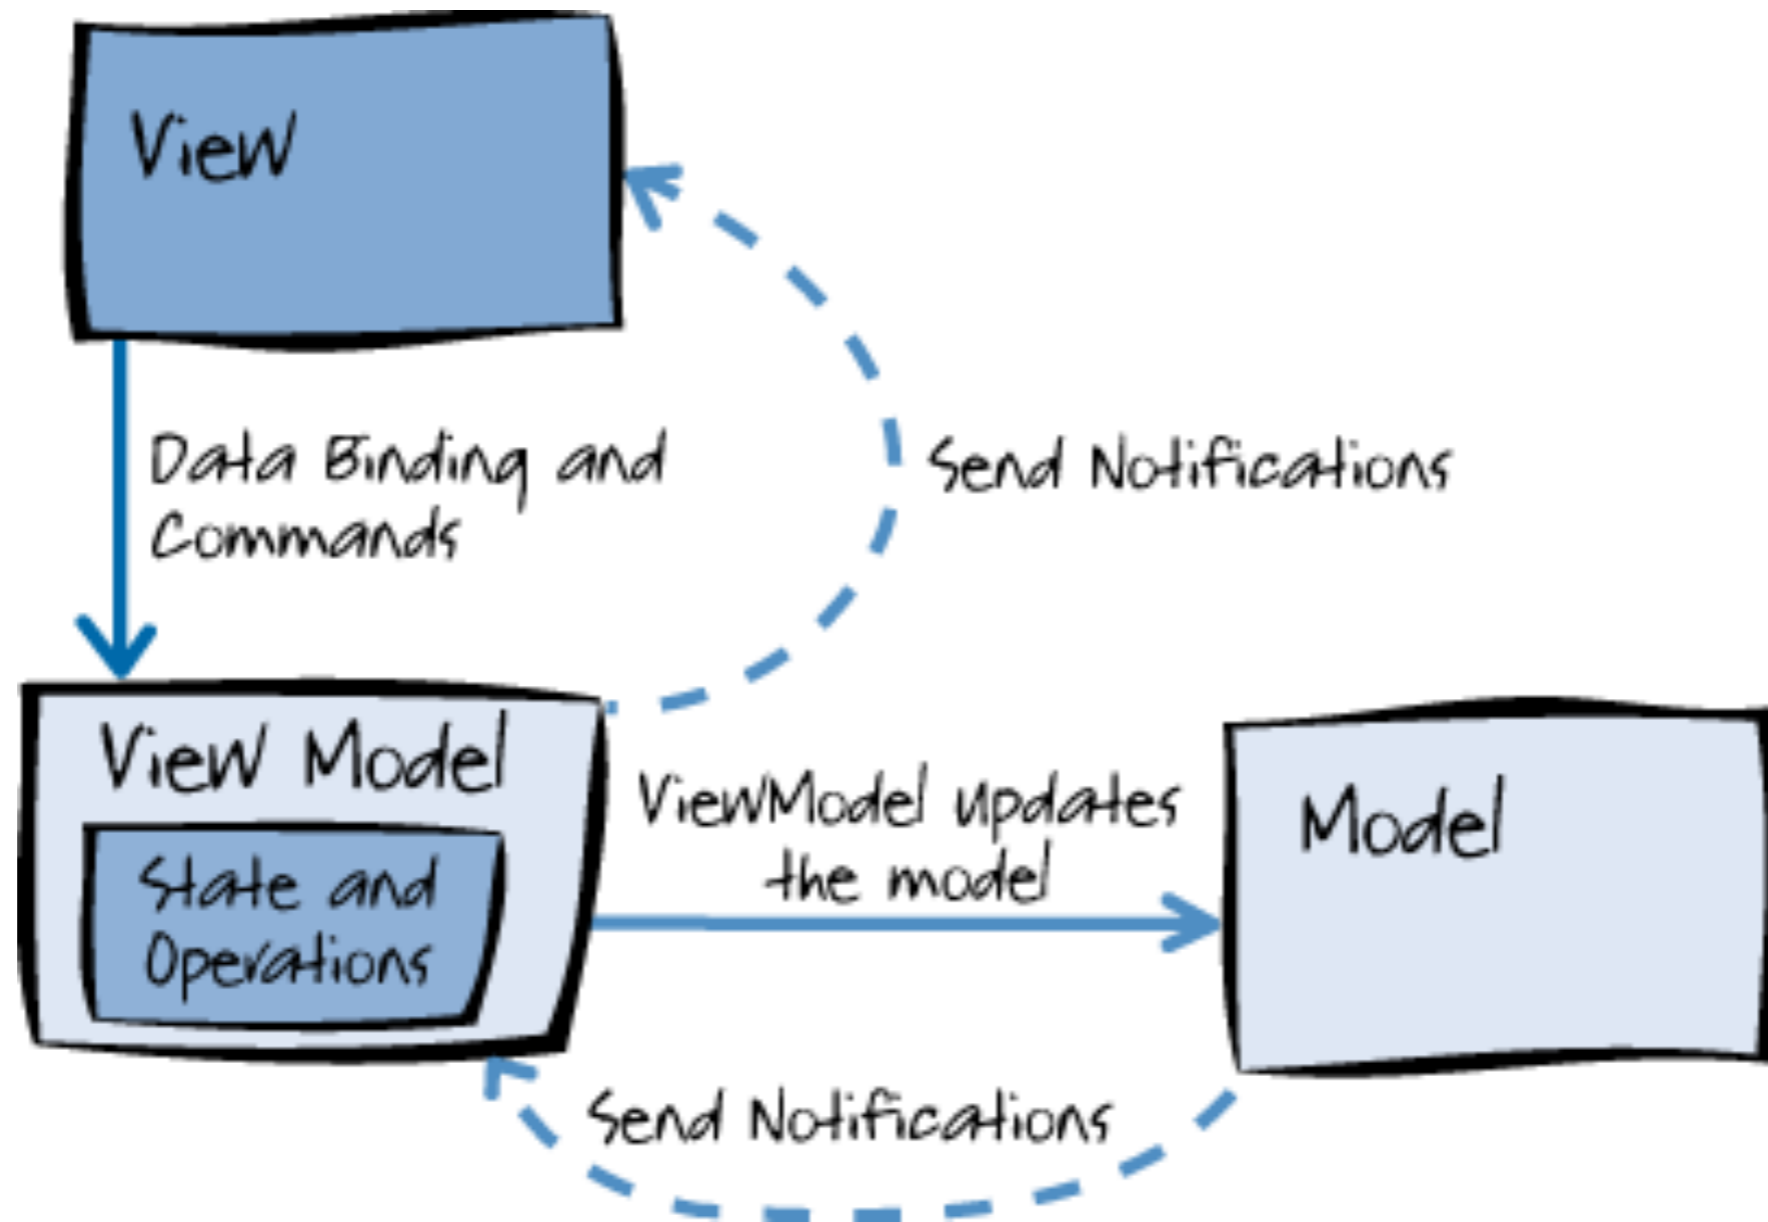 View
Data Binding and
Commands
Send Notifications
View Model
State and
Operations
ViewModel updates
the model
Model
Send Notifications